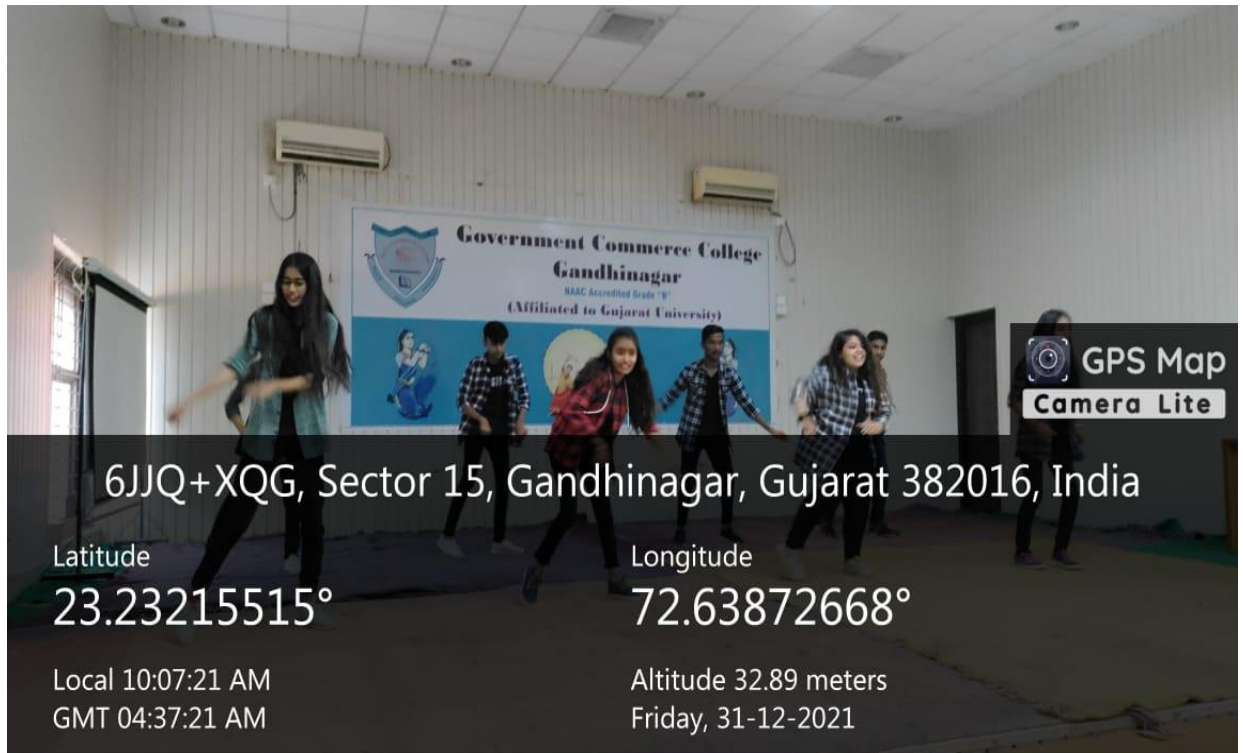 Government Commerce College
Gandhinagar
NAAC Accredited Grade "B"
(Affiliated to Gujarat University)
GPS Map
Camera Lite
6JJQ+XQG, Sector 15, Gandhinagar, Gujarat 382016, India
Latitude
23.23215515°
Longitude
72.63872668°
Local 10:07:21 AM
GMT 04:37:21 AM
Altitude 32.89 meters
Friday, 31-12-2021